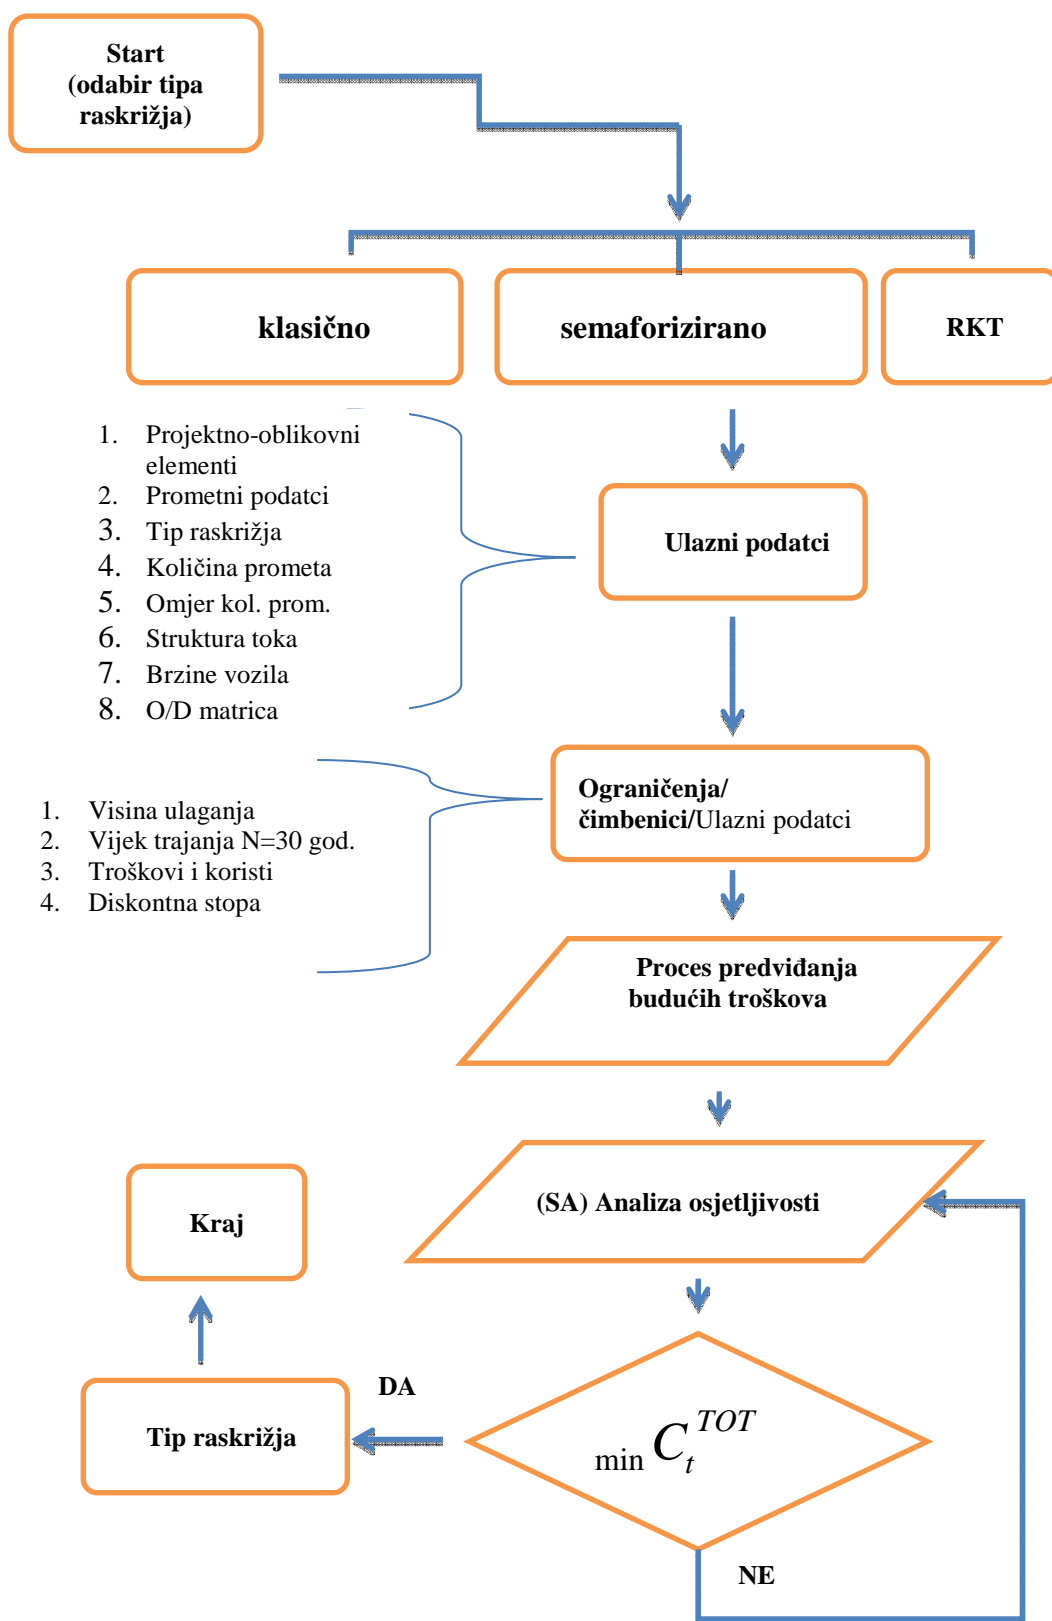 Start
(odabir tipa
raskrižja)
klasično
semaforizirano
RKT
1. Projektno-oblikovni
elementi
2. Prometni podatci
3. Tip raskrižja
4. Količina prometa
5. Omjer kol. prom.
6. Struktura toka
7. Brzine vozila
8. O/D matrica
Ulazni podatci
1. Visina ulaganja
2. Vijek trajanja N=30 god.
3. Troškovi i koristi
4. Diskontna stopa
Ograničenja/
čimbenici/Ulazni podatci
Proces predviđanja
budućih troškova
(SA) Analiza osjetljivosti
Kraj
DA
Tip raskrižja
min C_t^TOT
NE